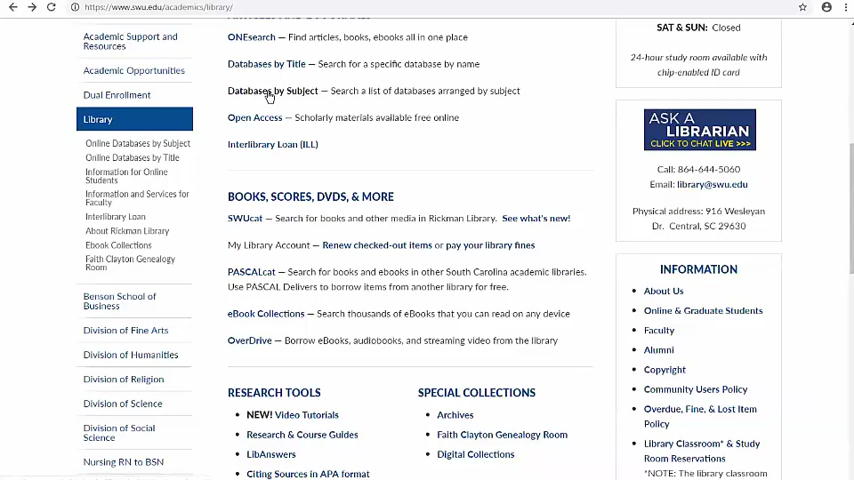 https://www.swu.edu/academics/library/
Academic Support and
Resources
Academic Opportunities
Dual Enrollment
Library
Online Databases by Subject
Online Databases by Title
Information for Online
Students
Information and Services for
Faculty
Interlibrary Loan
About Rickman Library
Ebook Collections
Faith Clayton Genealogy
Room
Benson School of
Business
Division of Fine Arts
Division of Humanities
Division of Religion
Division of Science
Division of Social
Science
Nursing RN to BSN
ONEsearch — Find articles, books, ebooks all in one place
Databases by Title — Search for a specific database by name
Databases by Subject — Search a list of databases arranged by subject
Open Access — Scholarly materials available free online
Interlibrary Loan (ILL)
BOOKS, SCORES, DVDS, & MORE
SWUcat — Search for books and other media in Rickman Library. See what's new!
My Library Account — Renew checked-out items or pay your library fines
PASCALcat — Search for books and ebooks in other South Carolina academic libraries.
Use PASCAL Delivers to borrow items from another library for free.
eBook Collections — Search thousands of eBooks that you can read on any device
OverDrive — Borrow eBooks, audiobooks, and streaming video from the library
RESEARCH TOOLS
NEW! Video Tutorials
Research & Course Guides
LibAnswers
Citing Sources in APA format
SPECIAL COLLECTIONS
Archives
Faith Clayton Genealogy Room
Digital Collections
SAT & SUN: Closed
24-hour study room available with
chip-enabled ID card
ASK A
LIBRARIAN
CLICK TO CHAT LIVE >>>
Call: 864-644-5060
Email: library@swu.edu
Physical address: 916 Wesleyan
Dr. Central, SC 29630
INFORMATION
About Us
Online & Graduate Students
Faculty
Alumni
Copyright
Community Users Policy
Overdue, Fine, & Lost Item
Policy
Library Classroom* & Study
Room Reservations
*NOTE: The library classroom